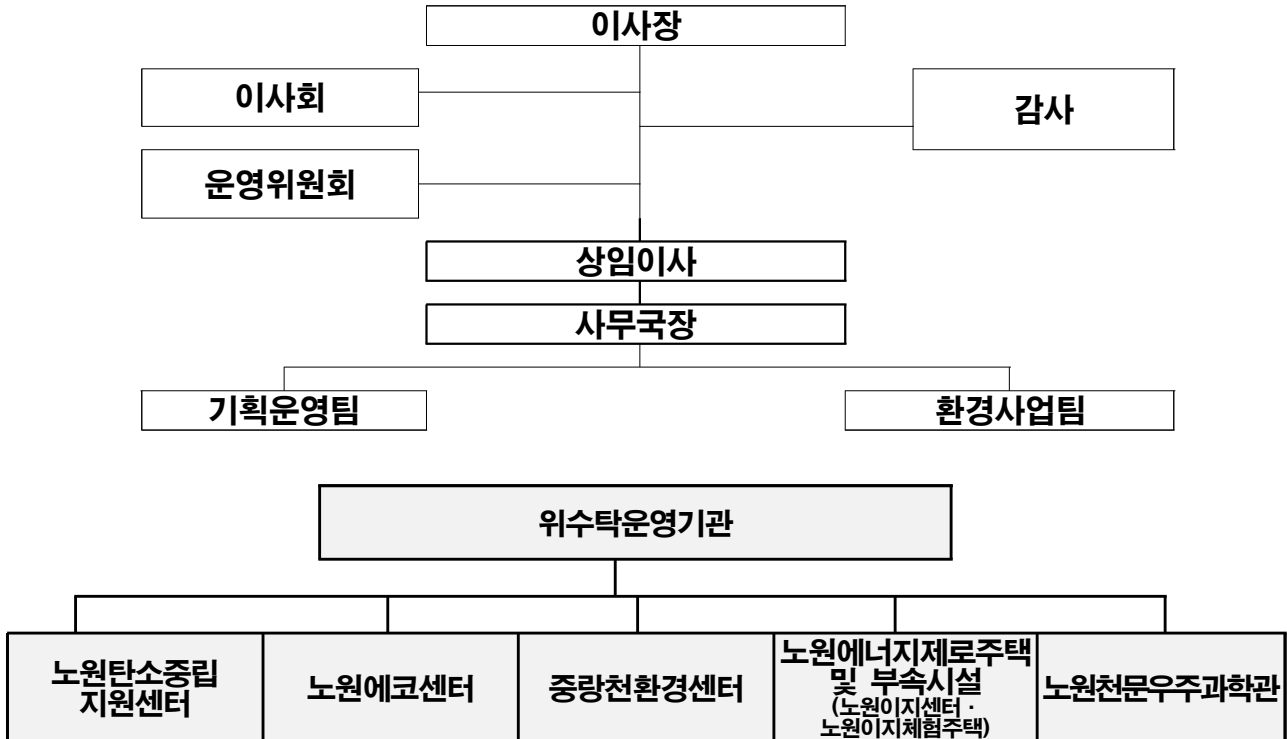 이사장
이사회
감사
운영위원회
상임이사
사무국장
기획운영팀
환경사업팀
위수탁운영기관
노원탄소중립
지원센터
노원에코센터
중랑천환경센터
노원에너지제로주택
및 부속시설
(노원이지센터 ·
노원이지체험주택)
노원천문우주과학관